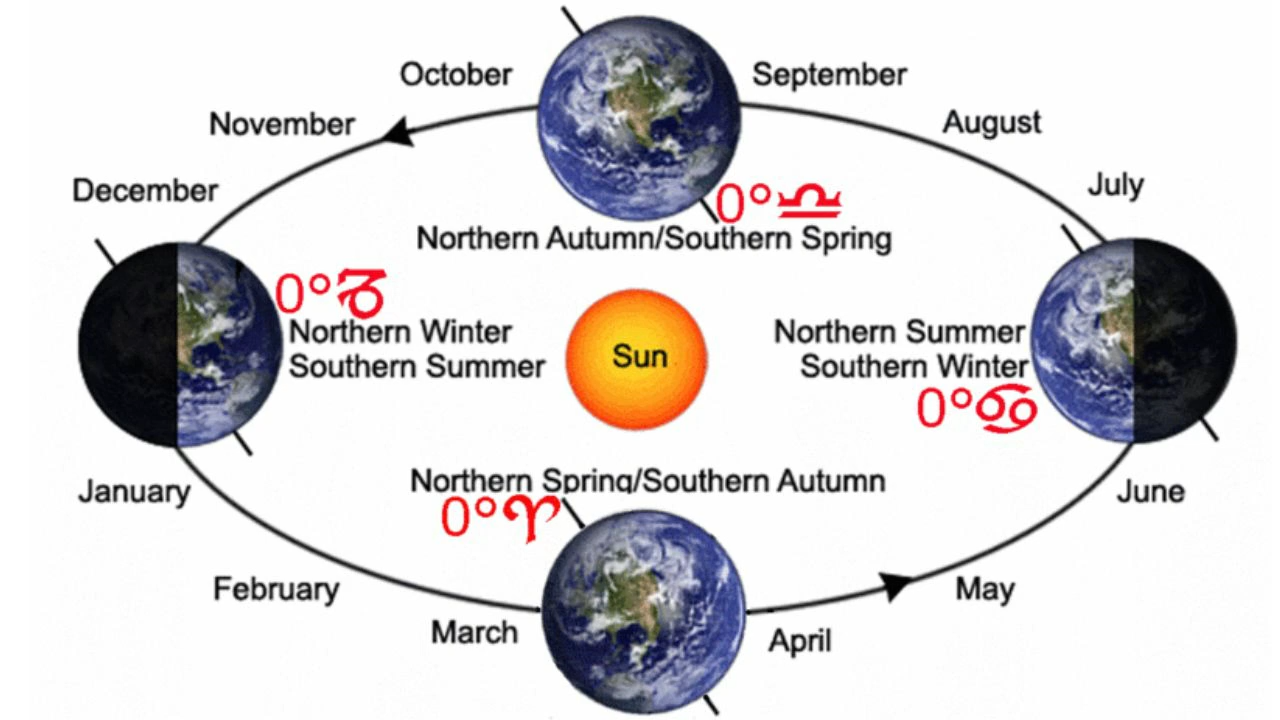 October
September
November
August
December
July
0°♎
Northern Autumn/Southern Spring
0°♑
Northern Winter
Southern Summer
Sun
Northern Summer
Southern Winter
0°♋
Northern Spring/Southern Autumn
0°♈
January
June
February
May
March
April